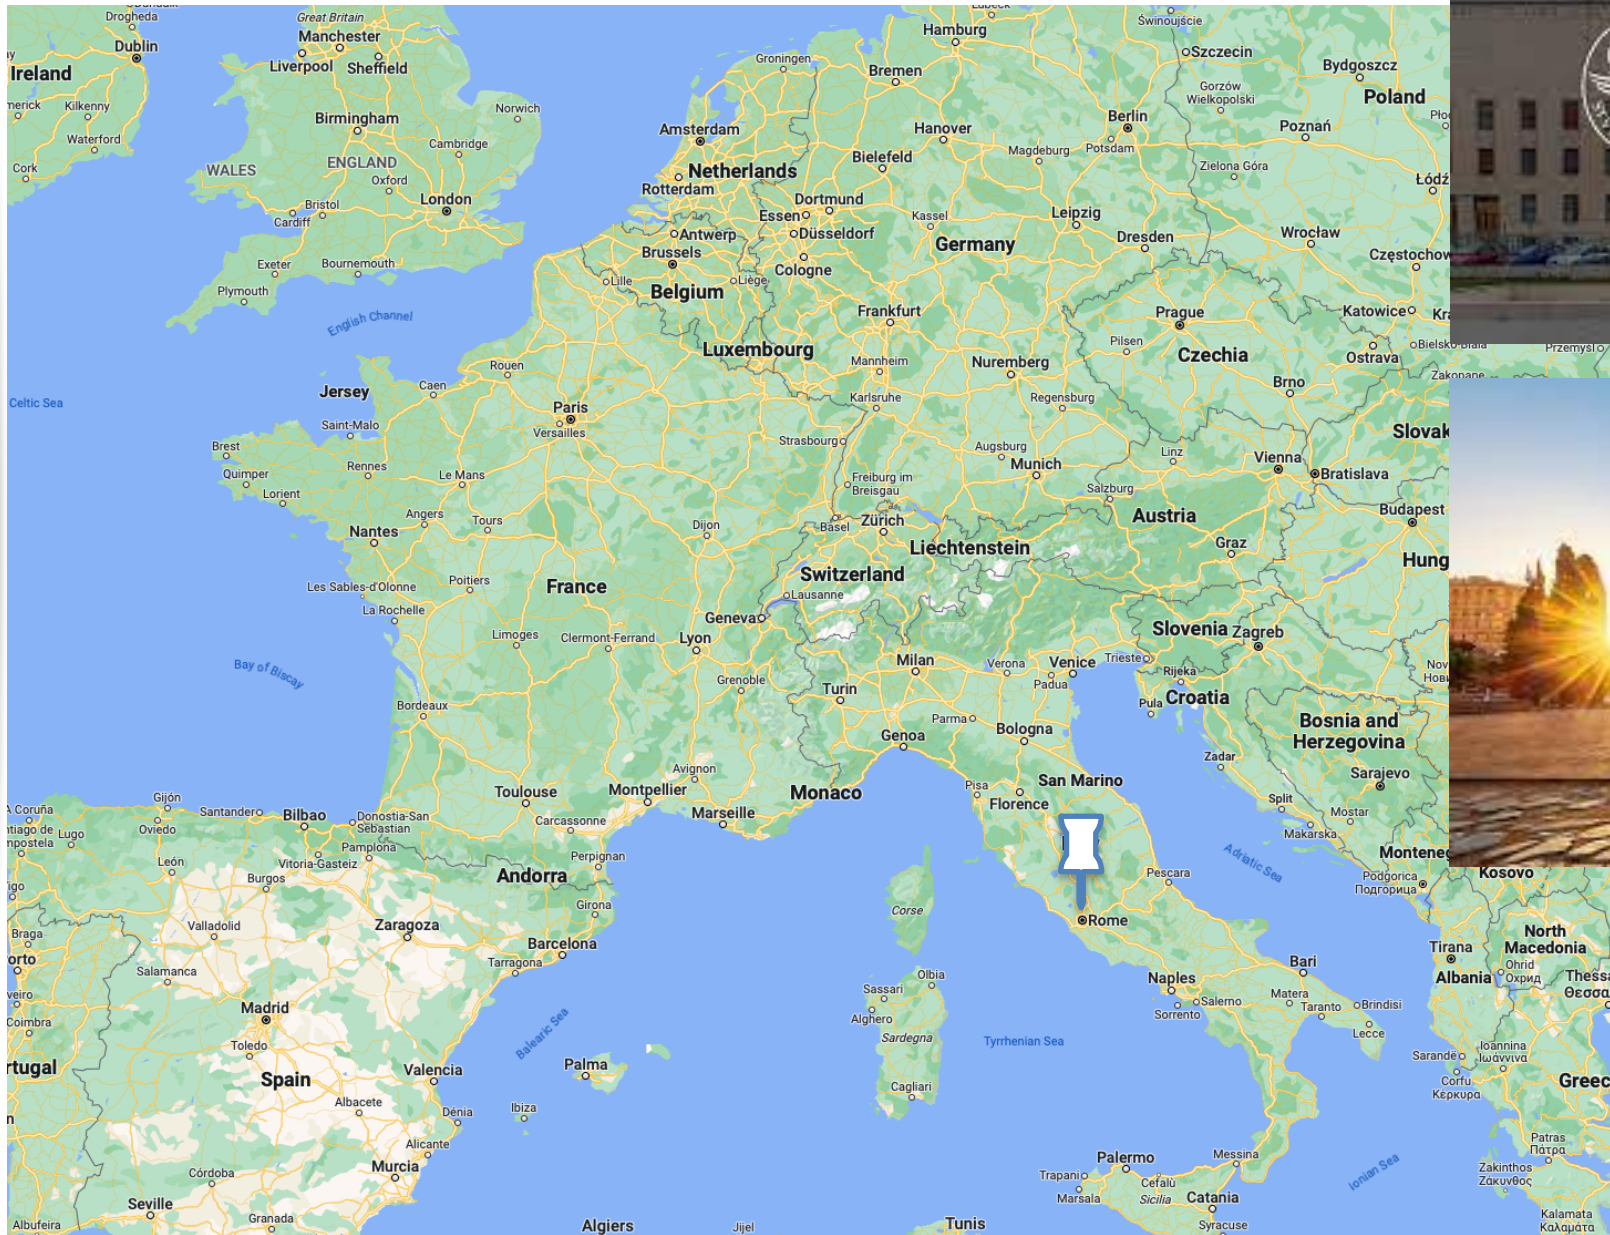 Drogheda
Dublin
Ireland
Kilkenny
Waterford
Cork
Great Britain
Manchester
Liverpool
Sheffield
Birmingham
Norwich
Cambridge
WALES
ENGLAND
Oxford
London
Bristol
Cardiff
Exeter
Bournemouth
Plymouth
English Channel
Celtic Sea
Groningen
Amsterdam
Netherlands
Rotterdam
Antwerp
Brussels
Lille
Liège
Belgium
Luxembourg
Hamburg
Bremen
Hanover
Bielefeld
Dortmund
Essen
Düsseldorf
Cologne
Kassel
Germany
Magdeburg
Berlin
Potsdam
Leipzig
Dresden
Frankfurt
Mannheim
Nuremberg
Karlsruhe
Regensburg
Augsburg
Munich
Freiburg im
Breisgau
Świnoujście
Szczecin
Gorzów
Wielkopolski
Bydgoszcz
Poland
Poznań
Zielona Góra
Łódź
Wrocław
Częstochow
Katowice
Bielsko-Biala
Przemyśl
Zakopane
Prague
Pilsen
Czechia
Ostrava
Brno
Slovak
Linz
Vienna
Bratislava
Salzburg
Austria
Graz
Budapest
Hung
Jersey
Caen
Rouen
Paris
Versailles
Saint-Malo
Brest
Quimper
Lorient
Rennes
Le Mans
Angers
Tours
Nantes
Strasbourg
Dijon
Les Sables-d'Olonne
La Rochelle
Poitiers
France
Limoges
Clermont-Ferrand
Lyon
Grenoble
Bay of Biscay
Bordeaux
Toulouse
Carcassonne
Montpellier
Avignon
Marseille
Perpignan
Monaco
Corse
Basel
Zürich
Liechtenstein
Switzerland
Lausanne
Geneva
Milan
Turin
Verona
Venice
Padua
Trieste
Parma
Bologna
Genoa
Pisa
Florence
San Marino
Pescara
Rome
Naples
Salerno
Sorrento
Bari
Matera
Taranto
Brindisi
Lecce
Olbia
Sassari
Alghero
Sardegna
Cagliari
Tyrrhenian Sea
Palermo
Trapani
Marsala
Cefalù
Sicilia
Messina
Catania
Syracuse
Slovenia
Zagreb
Rijeka
Pula
Croatia
Zadar
Split
Makarska
Bosnia and
Herzegovina
Sarajevo
Mostar
Adriatic Sea
Monteneg
Podgorica
Подгорица
Kosovo
North
Macedonia
Ohrid
Охрид
Tirana
Albania
Sarandë
Corfu
Κέρκυρα
Ioannina
Ιωάννινα
Thessa
Θεσσα
Greec
Patras
Πάτρα
Zakinthos
Ζάκυνθος
Kalamata
Καλαμάτα
Ionian Sea
A Coruña
Lugo
Gijón
Oviedo
Santander
Bilbao
Donostia-San
Sebastian
Vitoria-Gasteiz
Pamplona
León
Burgos
Andorra
Girona
Valladolid
Zaragoza
Barcelona
Tarragona
Braga
Salamanca
Madrid
Toledo
Coimbra
rtugal
Spain
Albacete
Valencia
Dénia
Alicante
Murcia
Córdoba
Seville
Granada
Albufeira
Balearic Sea
Palma
Ibiza
Algiers
Jijel
Tunis